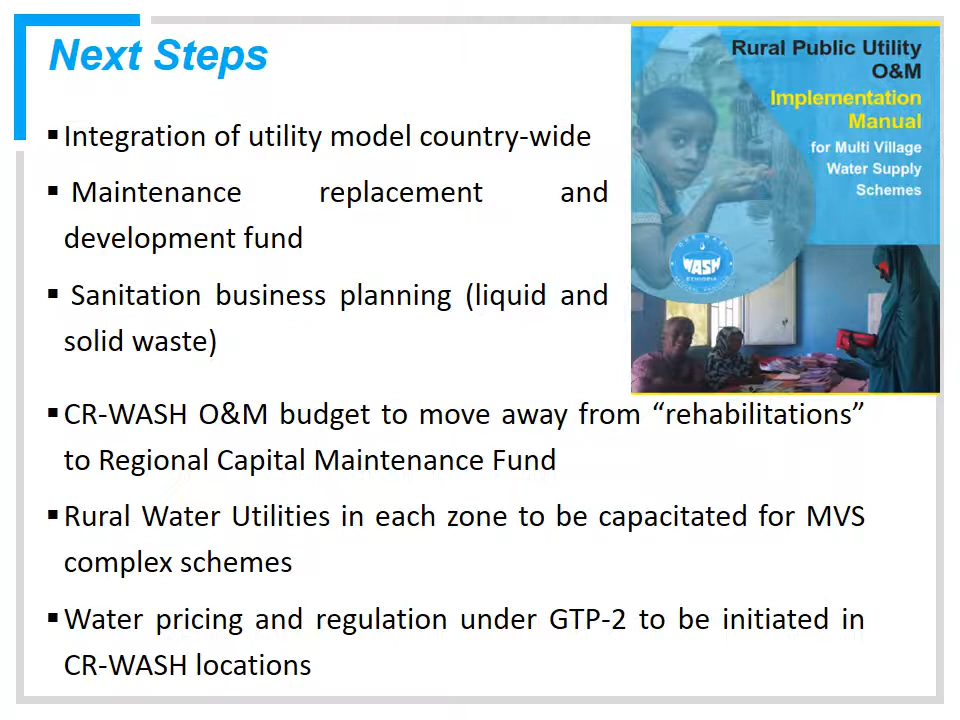 Next Steps
▪ Integration of utility model country-wide
▪ Maintenance replacement and
development fund
▪ Sanitation business planning (liquid and
solid waste)
▪ CR-WASH O&M budget to move away from “rehabilitations”
to Regional Capital Maintenance Fund
▪ Rural Water Utilities in each zone to be capacitated for MVS
complex schemes
▪ Water pricing and regulation under GTP-2 to be initiated in
CR-WASH locations
Rural Public Utility
O&M
Implementation
Manual
for Multi Village
Water Supply
Schemes
ONE WASH
WASH
ETHIOPIA